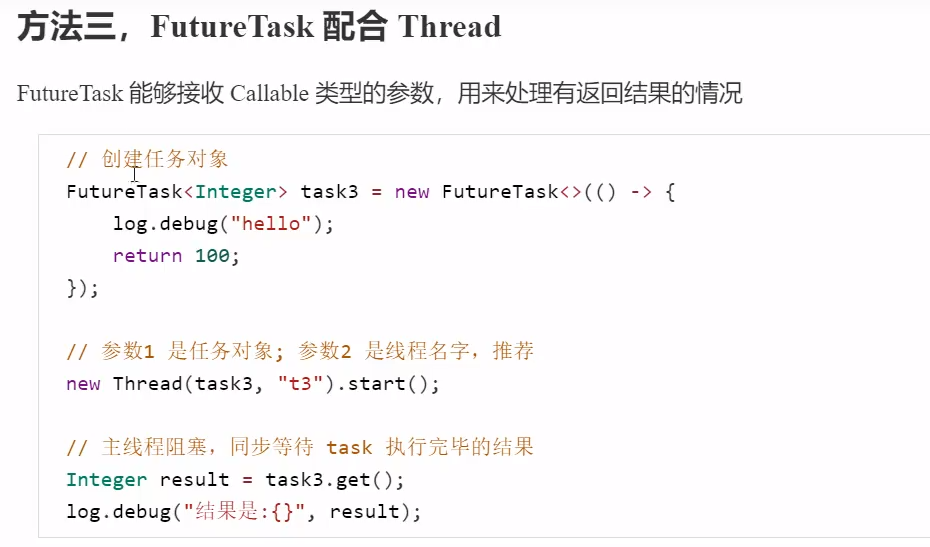 方法三，FutureTask 配合 Thread
FutureTask 能够接收 Callable 类型的参数，用来处理有返回结果的情况
// 创建任务对象
FutureTask<Integer> task3 = new FutureTask<>(() -> {
    log.debug("hello");
    return 100;
});
// 参数1 是任务对象; 参数2 是线程名字，推荐
new Thread(task3, "t3").start();
// 主线程阻塞，同步等待 task 执行完毕的结果
Integer result = task3.get();
log.debug("结果是:{}", result);